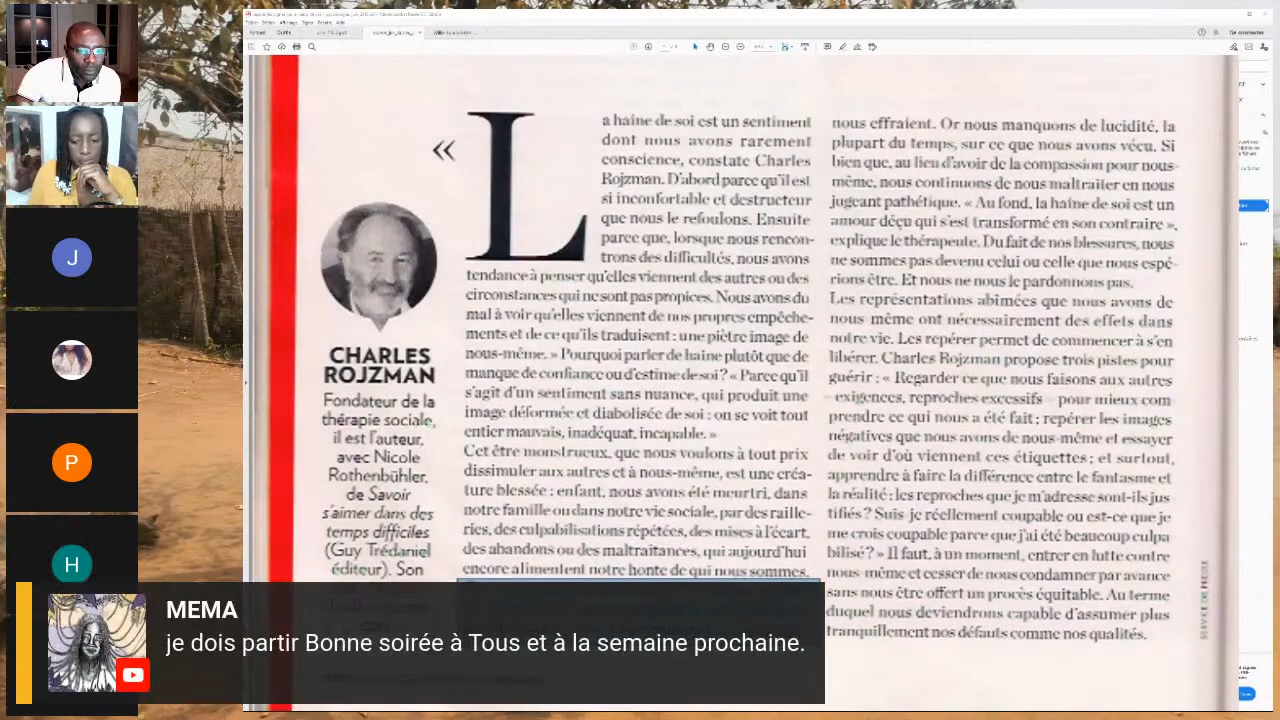 Fichier Edition Affichage Signer Fenêtre Aide
Accueil Outils
Se connecter
J
P
H
«
CHARLES
ROJZMAN
Fondateur de la
thérapie sociale,
il est l'auteur,
avec Nicole
Rothenbühler,
de Savoir
s'aimer dans des
temps difficiles
(Guy Trédaniel
éditeur). Son
La haine de soi est un sentiment
dont nous avons rarement
conscience, constate Charles
Rojzman. D'abord parce qu'il est
si inconfortable et destructeur
que nous le refoulons. Ensuite
parce que, lorsque nous rencon-
trons des difficultés, nous avons
tendance à penser qu'elles viennent des autres ou des
circonstances qui ne sont pas propices. Nous avons du
mal à voir qu'elles viennent de nos propres empêche-
ments et de ce qu'ils traduisent : une piètre image de
nous-même. » Pourquoi parler de haine plutôt que de
manque de confiance ou d'estime de soi ? « Parce qu'il
s'agit d'un sentiment sans nuance, qui produit une
image déformée et diabolisée de soi : on se voit tout
entier mauvais, inadéquat, incapable. »
Cet être monstrueux, que nous voulons à tout prix
dissimuler aux autres et à nous-même, est une créa-
ture blessée : enfant, nous avons été meurtri, dans
notre famille ou dans notre vie sociale, par des raille-
ries, des culpabilisations répétées, des mises à l'écart,
des abandons ou des maltraitances, qui aujourd'hui
encore alimentent notre honte de qui nous sommes.
nous effraient. Or nous manquons de lucidité, la
plupart du temps, sur ce que nous avons vécu. Si
bien que, au lieu d'avoir de la compassion pour nous-
même, nous continuons de nous maltraiter en nous
jugeant pathétique. « Au fond, la haine de soi est un
amour déçu qui s'est transformé en son contraire »,
explique le thérapeute. Du fait de nos blessures, nous
ne sommes pas devenu celui ou celle que nous espé-
rions être. Et nous ne nous le pardonnons pas.
Les représentations abîmées que nous avons de
nous-même ont nécessairement des effets dans
notre vie. Les repérer permet de commencer à s'en
libérer. Charles Rojzman propose trois pistes pour
guérir : « Regarder ce que nous faisons aux autres
– exigences, reproches excessifs – pour mieux com-
prendre ce qui nous a été fait ; repérer les images
négatives que nous avons de nous-même et essayer
de voir d'où viennent ces étiquettes ; et surtout,
apprendre à faire la différence entre le fantasme et
la réalité : les reproches que je m'adresse sont-ils jus
tifiés ? Suis-je réellement coupable ou est-ce que je
me crois coupable parce que j'ai été beaucoup culpa
bilisé ? » Il faut, à un moment, entrer en lutte contre
nous-même et cesser de nous condamner par avance
sans nous être offert un procès équitable. Au terme
duquel nous deviendrons capable d'assumer plus
tranquillement nos défauts comme nos qualités.
SERVICE DE PRESSE
MEMA
je dois partir Bonne soirée à Tous et à la semaine prochaine.